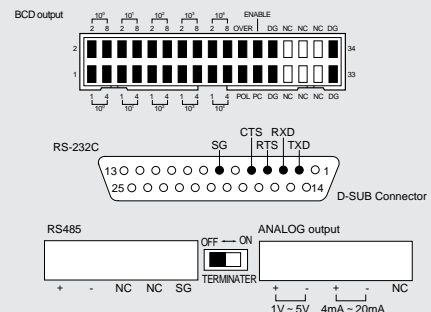 BCD output
ENABLE
10⁰ 10¹ 10² 10³ 10⁴
2 8 2 8 2 8 2 8 2 8 OVER DG NC NC NC DG
2 34
1 33
1 4 1 4 1 4 1 4 1 4 POL PC DG NC NC NC DG
10⁰ 10¹ 10² 10³ 10⁴
RS-232C
CTS RXD
SG RTS TXD
13 1
25 14
D-SUB Connector
RS485
OFF ↔ ON
ANALOG output
TERMINATER
+ - NC NC SG
+ - + - NC
1V ~ 5V 4mA ~ 20mA